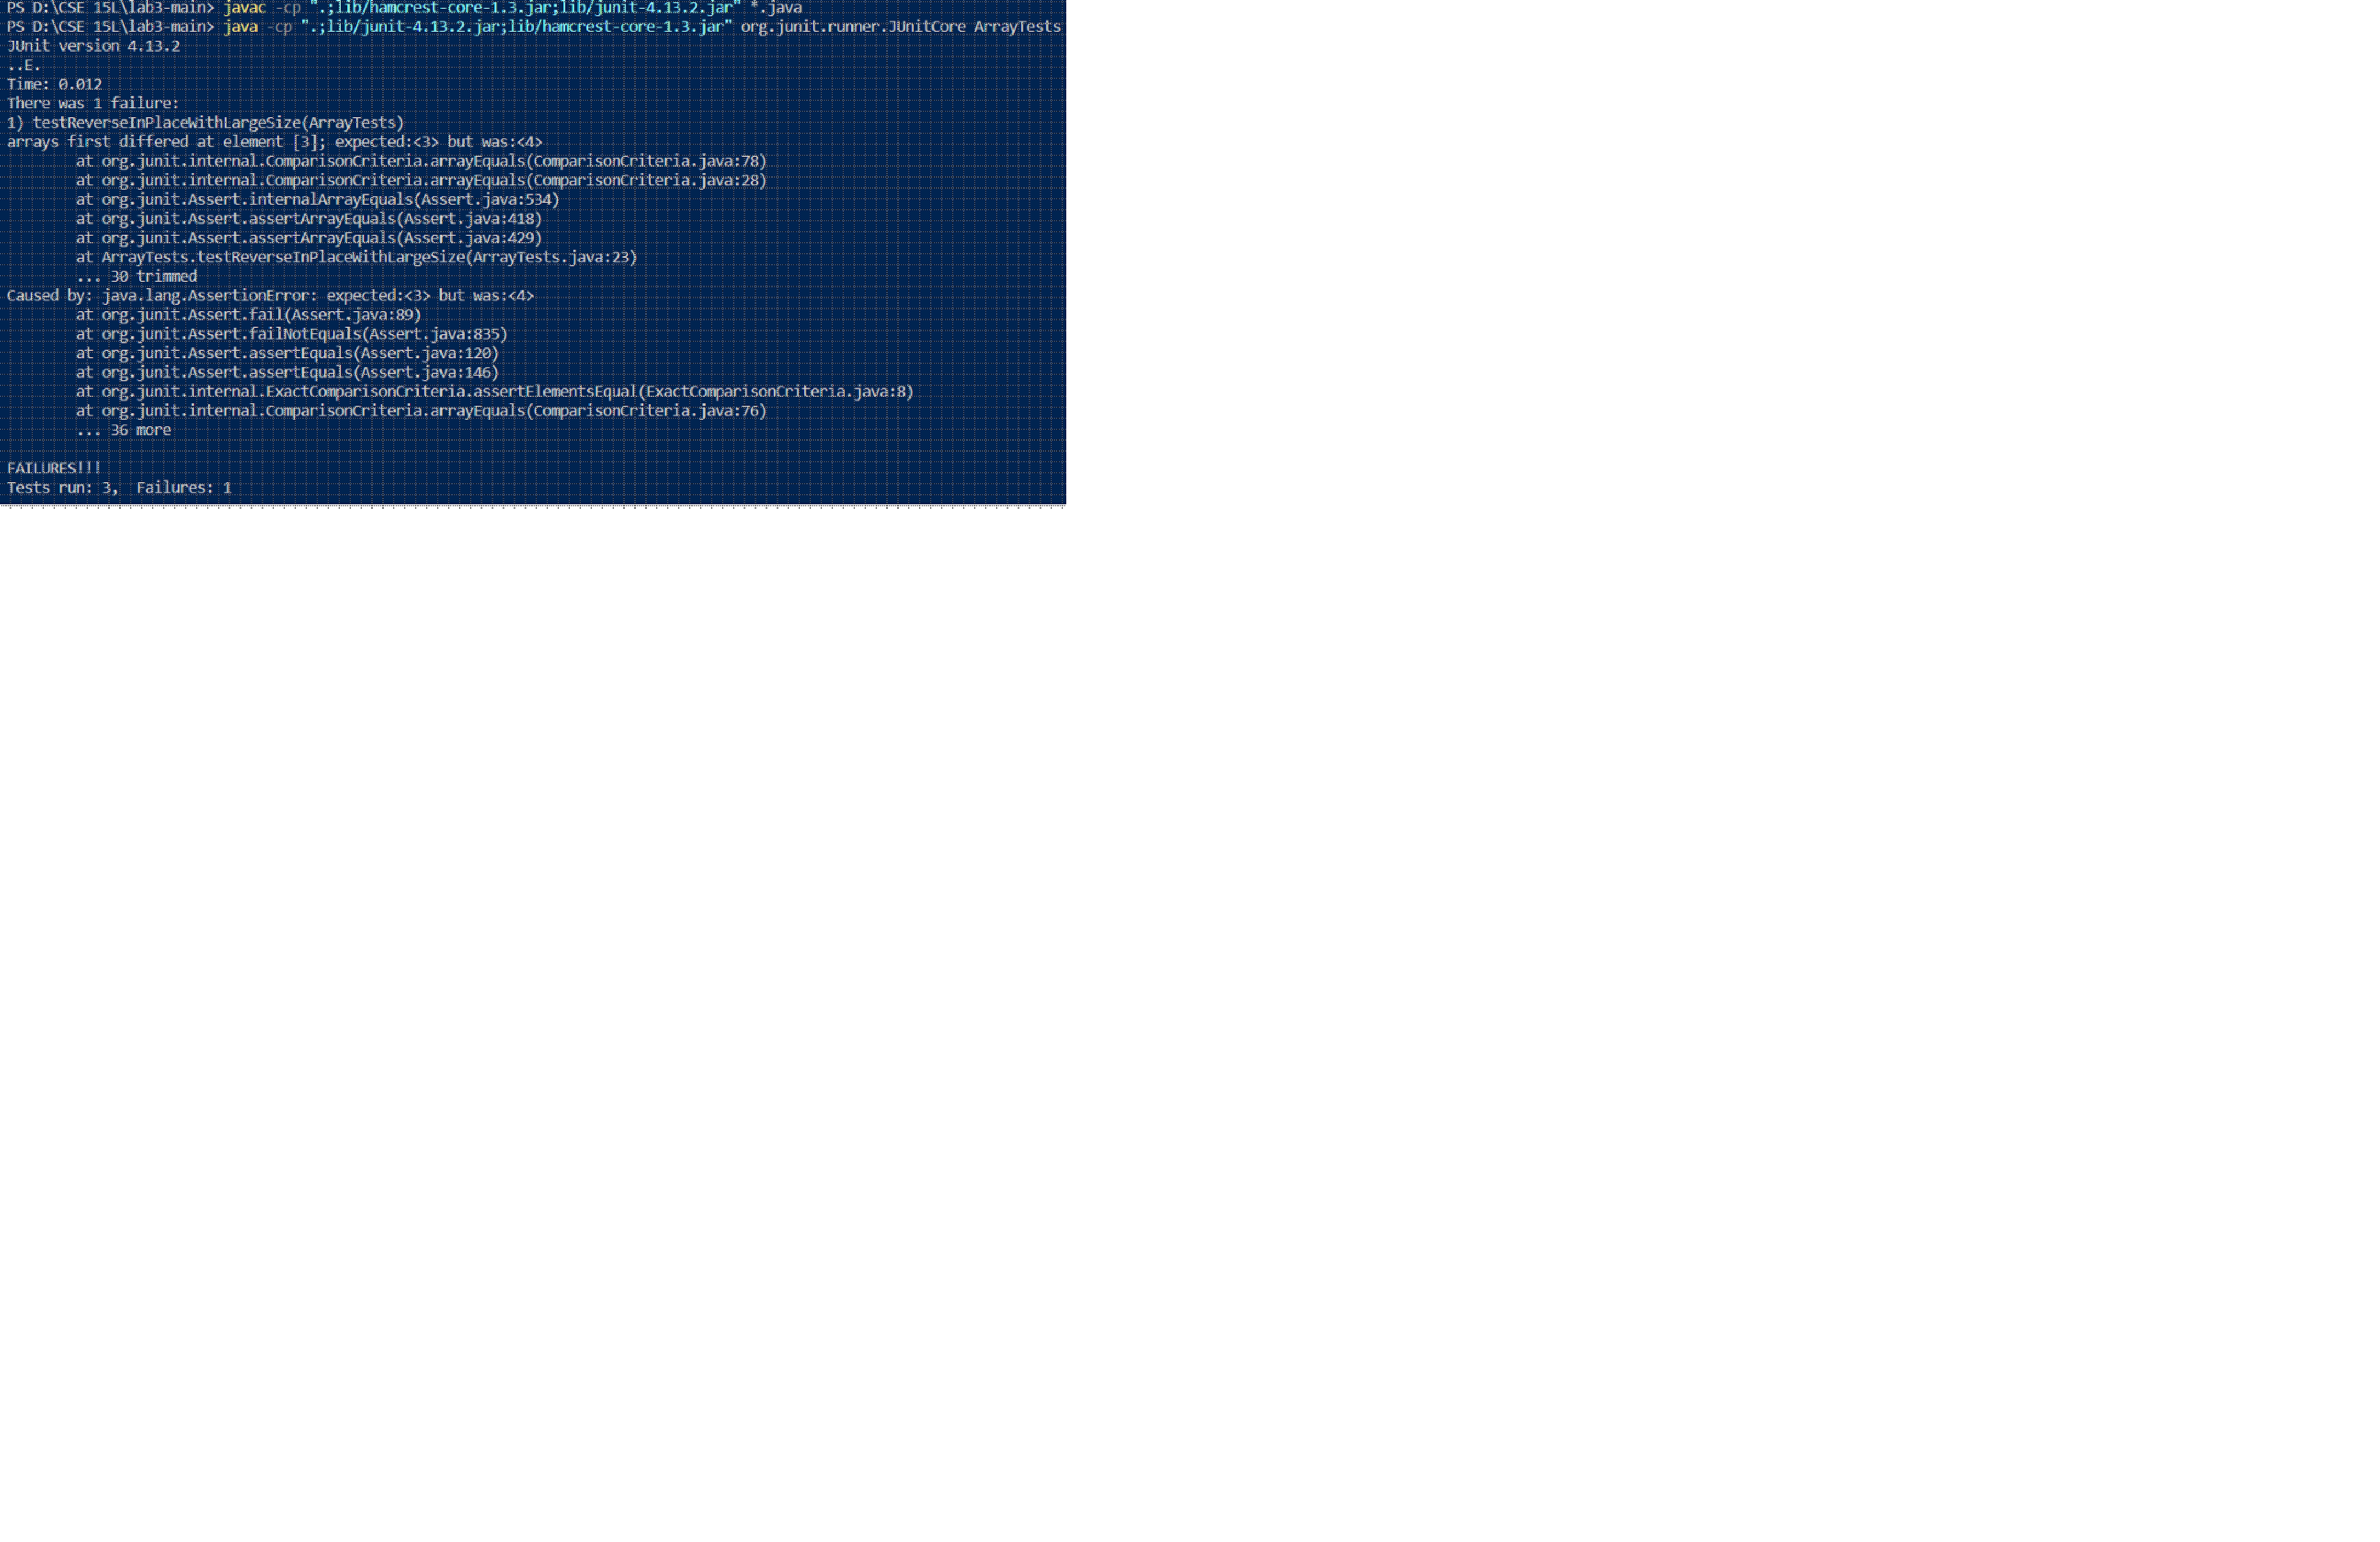 PS D:\CSE 15L\lab3-main> javac -cp ".;lib/hamcrest-core-1.3.jar;lib/junit-4.13.2.jar" *.java
PS D:\CSE 15L\lab3-main> java -cp ".;lib/junit-4.13.2.jar;lib/hamcrest-core-1.3.jar" org.junit.runner.JUnitCore ArrayTests
JUnit version 4.13.2
..E.
Time: 0.012
There was 1 failure:
1) testReverseInPlaceWithLargeSize(ArrayTests)
arrays first differed at element [3]; expected:<3> but was:<4>
        at org.junit.internal.ComparisonCriteria.arrayEquals(ComparisonCriteria.java:78)
        at org.junit.internal.ComparisonCriteria.arrayEquals(ComparisonCriteria.java:28)
        at org.junit.Assert.internalArrayEquals(Assert.java:534)
        at org.junit.Assert.assertArrayEquals(Assert.java:418)
        at org.junit.Assert.assertArrayEquals(Assert.java:429)
        at ArrayTests.testReverseInPlaceWithLargeSize(ArrayTests.java:23)
        ... 30 trimmed
Caused by: java.lang.AssertionError: expected:<3> but was:<4>
        at org.junit.Assert.fail(Assert.java:89)
        at org.junit.Assert.failNotEquals(Assert.java:835)
        at org.junit.Assert.assertEquals(Assert.java:120)
        at org.junit.Assert.assertEquals(Assert.java:146)
        at org.junit.internal.ExactComparisonCriteria.assertElementsEqual(ExactComparisonCriteria.java:8)
        at org.junit.internal.ComparisonCriteria.arrayEquals(ComparisonCriteria.java:76)
        ... 36 more

FAILURES!!!
Tests run: 3,  Failures: 1